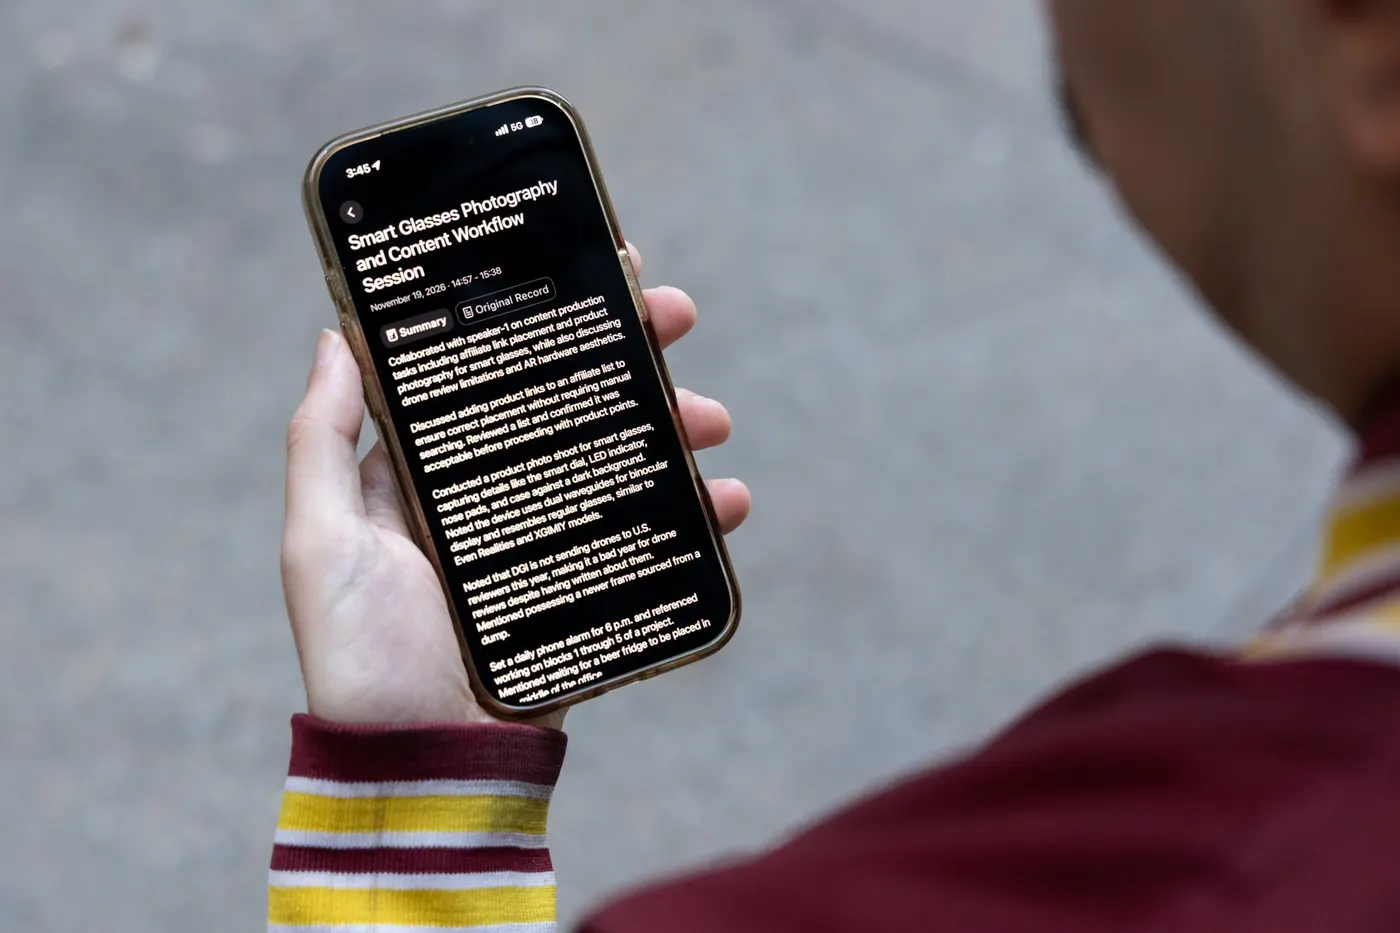 3:45
5G 18
Smart Glasses Photography
and Content Workflow
Session
November 19, 2026 · 14:57 - 15:38
Summary
Original Record
Collaborated with speaker-1 on content production
tasks including affiliate link placement and product
photography for smart glasses, while also discussing
drone review limitations and AR hardware aesthetics.
Discussed adding product links to an affiliate list to
ensure correct placement without requiring manual
searching. Reviewed a list and confirmed it was
acceptable before proceeding with product points.
Conducted a product photo shoot for smart glasses,
capturing details like the smart dial, LED indicator,
nose pads, and case against a dark background.
Noted the device uses dual waveguides for binocular
display and resembles regular glasses, similar to
Even Realities and XGIMIY models.
Noted that DGI is not sending drones to U.S.
reviewers this year, making it a bad year for drone
reviews despite having written about them.
Mentioned possessing a newer frame sourced from a
dump.
Set a daily phone alarm for 6 p.m. and referenced
working on blocks 1 through 5 of a project.
Mentioned waiting for a beer fridge to be placed in
middle of the office